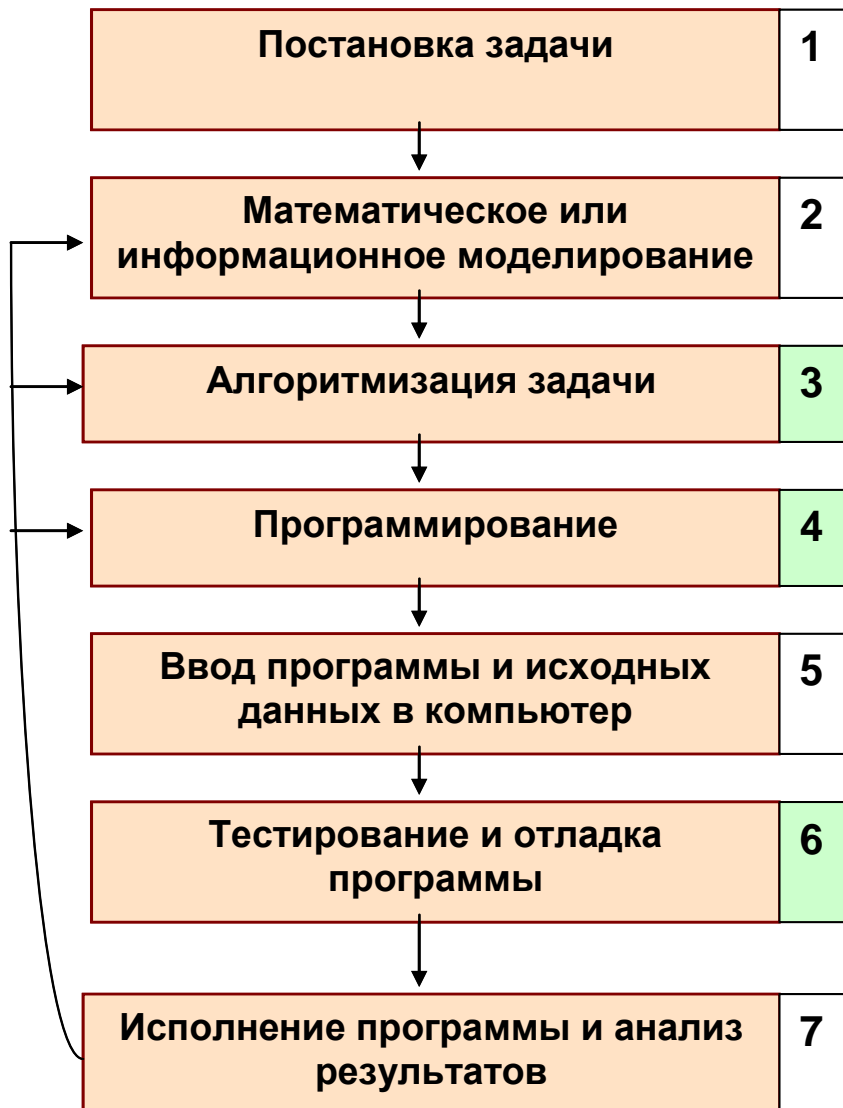 Постановка задачи 1
Математическое или 2
информационное моделирование
Алгоритмизация задачи 3
Программирование 4
Ввод программы и исходных 5
данных в компьютер
Тестирование и отладка 6
программы
Исполнение программы и анализ 7
результатов